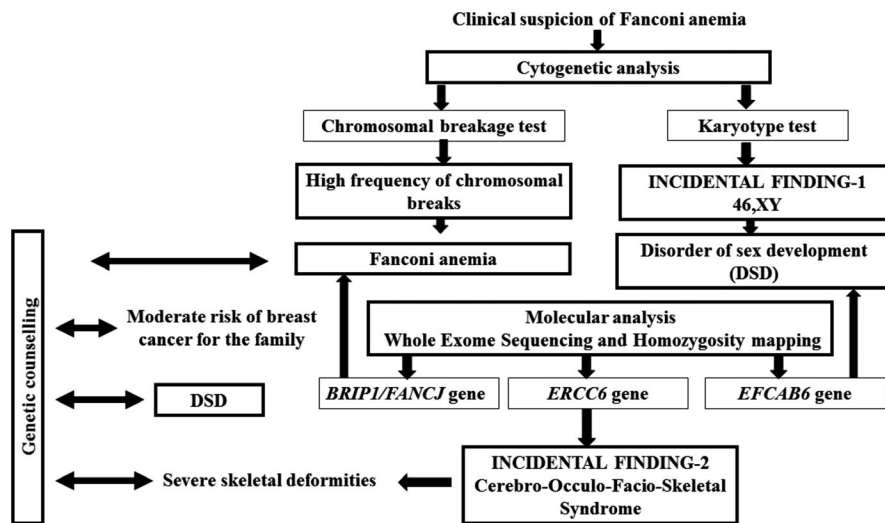 Clinical suspicion of Fanconi anemia
Cytogenetic analysis
Chromosomal breakage test
Karyotype test
High frequency of chromosomal
breaks
INCIDENTAL FINDING-1
46,XY
Fanconi anemia
Disorder of sex development
(DSD)
Genetic counselling
Moderate risk of breast
cancer for the family
Molecular analysis
Whole Exome Sequencing and Homozygosity mapping
DSD
BRIP1/FANCJ gene
ERCC6 gene
EFCAB6 gene
Severe skeletal deformities
INCIDENTAL FINDING-2
Cerebro-Occulo-Facio-Skeletal
Syndrome